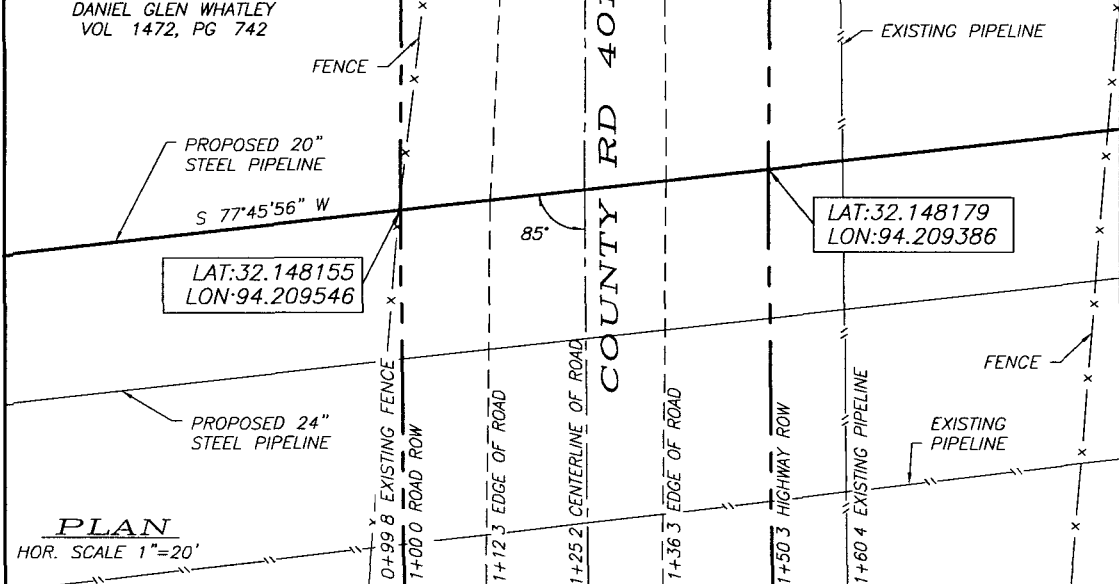 DANIEL GLEN WHATLEY
VOL 1472, PG 742
FENCE
EXISTING PIPELINE
PROPOSED 20"
STEEL PIPELINE
S 77°45'56" W
85°
COUNTY RD 401
LAT:32.148179
LON:94.209386
LAT:32.148155
LON:94.209546
FENCE
PROPOSED 24"
STEEL PIPELINE
EXISTING
PIPELINE
0+99 8 EXISTING FENCE
1+00 0 ROAD ROW
1+12 3 EDGE OF ROAD
1+25 2 CENTERLINE OF ROAD
1+36 3 EDGE OF ROAD
1+50 3 HIGHWAY ROW
1+60 4 EXISTING PIPELINE
PLAN
HOR. SCALE 1"=20'